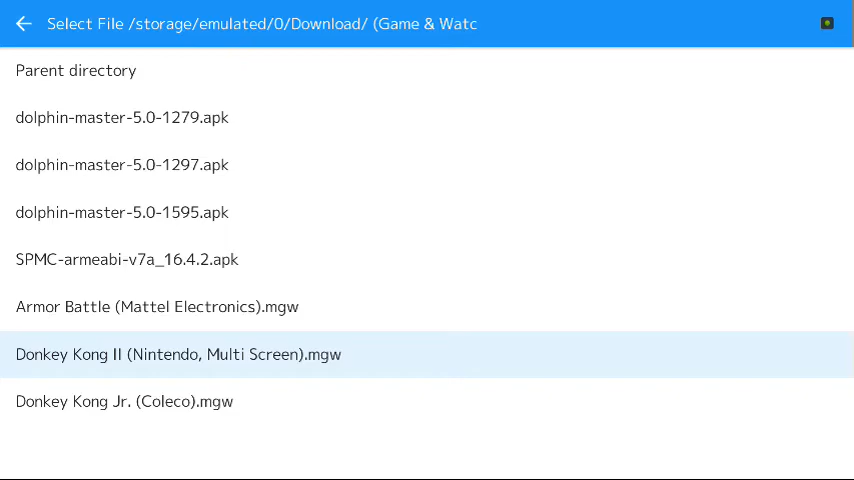 Select File /storage/emulated/0/Download/ (Game & Watc
Parent directory
dolphin-master-5.0-1279.apk
dolphin-master-5.0-1297.apk
dolphin-master-5.0-1595.apk
SPMC-armeabi-v7a_16.4.2.apk
Armor Battle (Mattel Electronics).mgw
Donkey Kong II (Nintendo, Multi Screen).mgw
Donkey Kong Jr. (Coleco).mgw